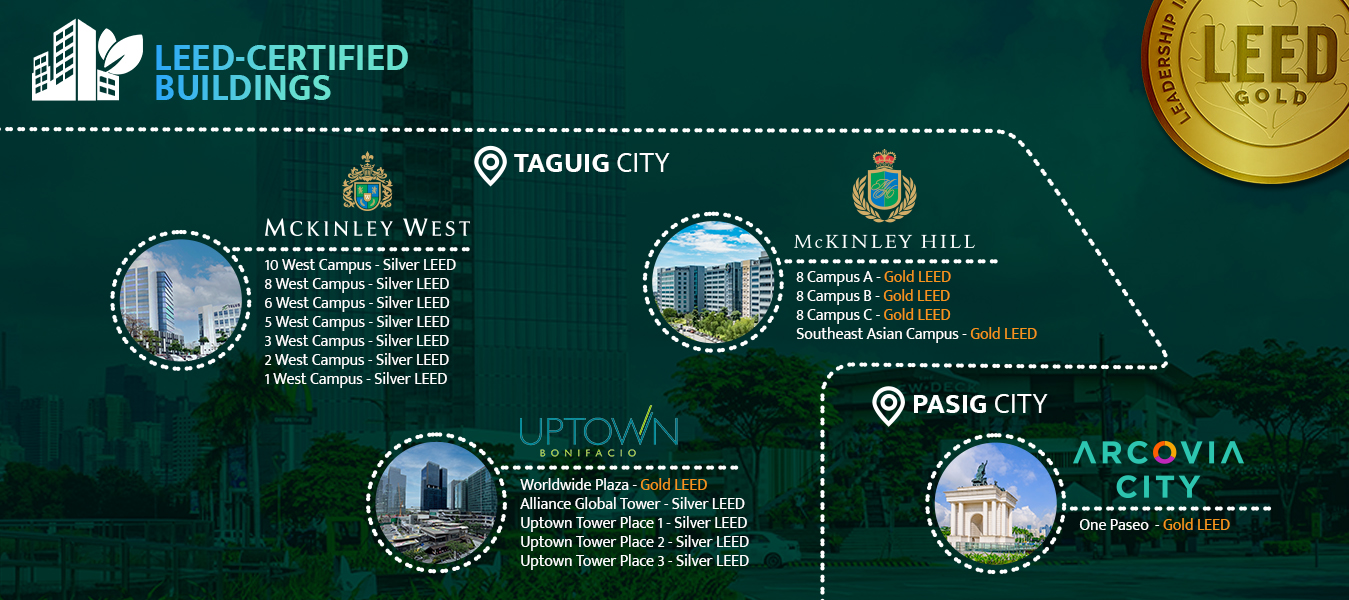 LEED-CERTIFIED
BUILDINGS
LEADERSHIP
LEED
GOLD
TAGUIG CITY
MCKINLEY WEST
10 West Campus - Silver LEED
8 West Campus - Silver LEED
6 West Campus - Silver LEED
5 West Campus - Silver LEED
3 West Campus - Silver LEED
2 West Campus - Silver LEED
1 West Campus - Silver LEED
MCKINLEY HILL
8 Campus A - Gold LEED
8 Campus B - Gold LEED
8 Campus C - Gold LEED
Southeast Asian Campus - Gold LEED
UPTOWN
BONIFACIO
Worldwide Plaza - Gold LEED
Alliance Global Tower - Silver LEED
Uptown Tower Place 1 - Silver LEED
Uptown Tower Place 2 - Silver LEED
Uptown Tower Place 3 - Silver LEED
PASIG CITY
ARCOVIA
CITY
One Paseo - Gold LEED